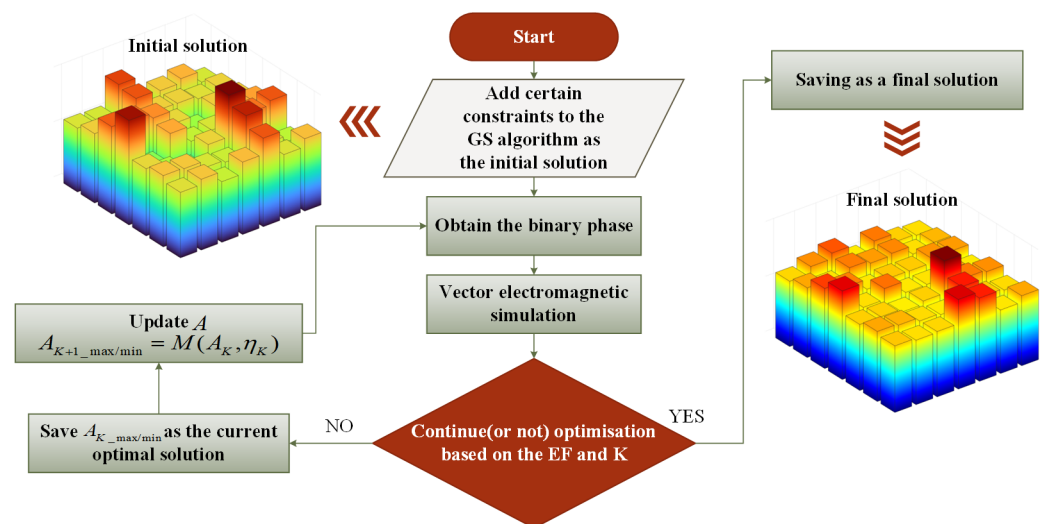 Start
Initial solution
Add certain
constraints to the
GS algorithm as
the initial solution
Obtain the binary phase
Vector electromagnetic
simulation
Continue(or not) optimisation
based on the EF and K
NO
Save A_{K_max/min} as the current
optimal solution
Update A
A_{K+1_max/min} = M(A_K, η_K)
YES
Saving as a final solution
Final solution